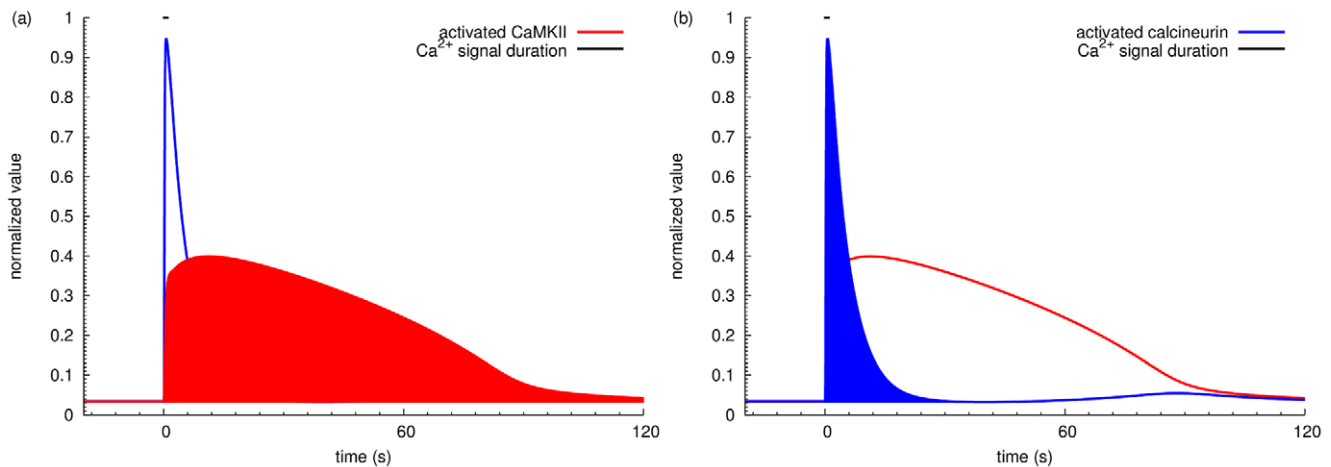 (a)
normalized value
1
0.9
0.8
0.7
0.6
0.5
0.4
0.3
0.2
0.1
0
activated CaMKII
Ca²⁺ signal duration
0
60
120
time (s)
(b)
normalized value
1
0.9
0.8
0.7
0.6
0.5
0.4
0.3
0.2
0.1
0
activated calcineurin
Ca²⁺ signal duration
0
60
120
time (s)